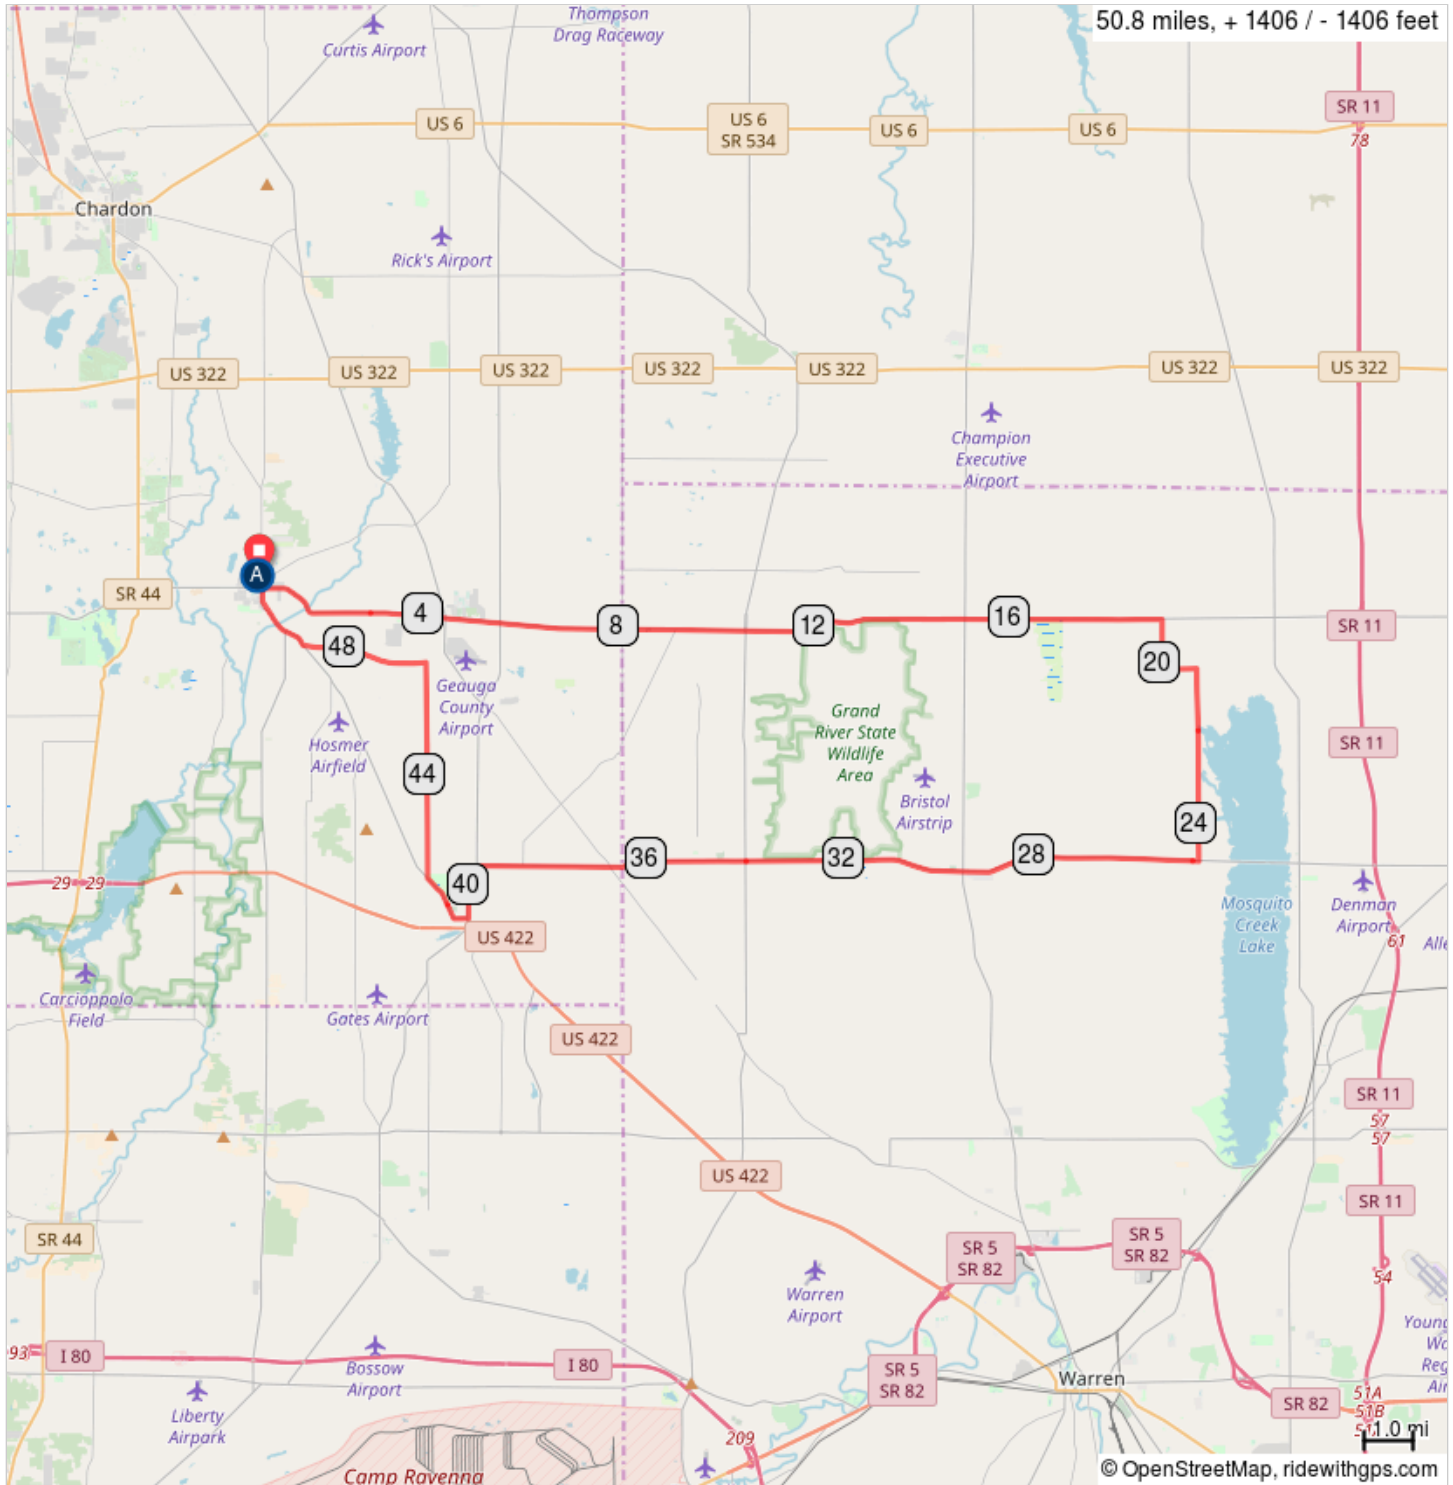 50.8 miles, + 1406 / - 1406 feet
Thompson
Drag Raceway
Curtis Airport
US 6
US 6
SR 534
US 6
US 6
SR 11
78
Chardon
Rick's Airport
US 322
US 322
US 322
US 322
US 322
US 322
US 322
Champion
Executive
Airport
A
SR 44
4
8
12
16
SR 11
48
20
Geauga
County
Airport
Hosmer
Airfield
Grand
River State
Wildlife
Area
SR 11
44
Bristol
Airstrip
24
36
32
28
40
29
29
US 422
Mosquito
Creek
Lake
Denman
Airport
61
Carcioppolo
Field
Gates Airport
US 422
SR 11
57
57
US 422
SR 11
SR 44
SR 5
SR 82
SR 5
SR 82
54
Warren
Airport
93
I 80
Bossow
Airport
I 80
SR 5
SR 82
Warren
Liberty
Airpark
SR 82
51A
51B
1.0 mi
209
Camp Ravenna
© OpenStreetMap, ridewithgps.com